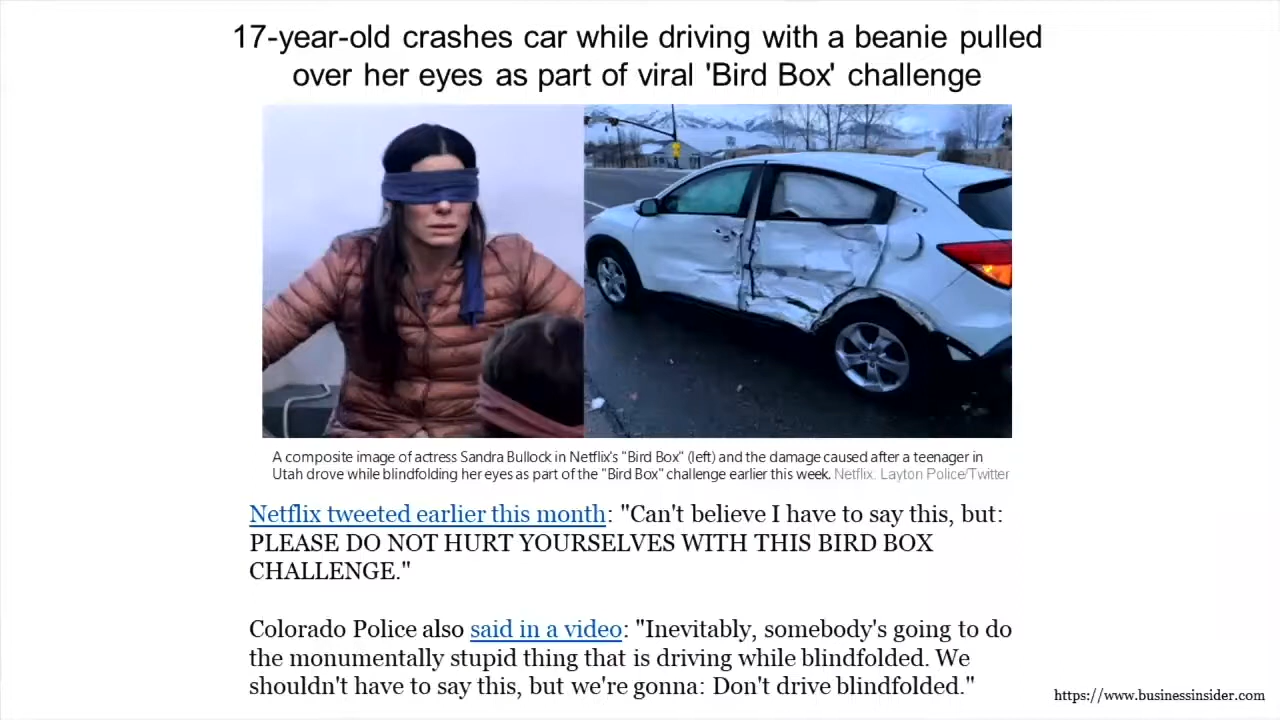 17-year-old crashes car while driving with a beanie pulled
over her eyes as part of viral 'Bird Box' challenge
A composite image of actress Sandra Bullock in Netflix's "Bird Box" (left) and the damage caused after a teenager in
Utah drove while blindfolding her eyes as part of the "Bird Box" challenge earlier this week. Netflix. Layton Police/Twitter
Netflix tweeted earlier this month: "Can't believe I have to say this, but:
PLEASE DO NOT HURT YOURSELVES WITH THIS BIRD BOX
CHALLENGE."
Colorado Police also said in a video: "Inevitably, somebody's going to do
the monumentally stupid thing that is driving while blindfolded. We
shouldn't have to say this, but we're gonna: Don't drive blindfolded."
https://www.businessinsider.com